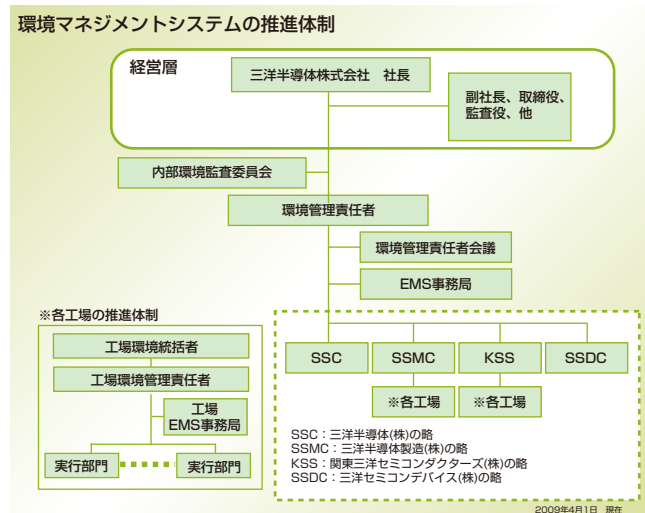 環境マネジメントシステムの推進体制
経営層
三洋半導体株式会社 社長
副社長、取締役、
監査役、他
内部環境監査委員会
環境管理責任者
環境管理責任者会議
EMS事務局
※各工場の推進体制
工場環境統括者
工場環境管理責任者
工場
EMS事務局
実行部門
実行部門
SSC
SSMC
KSS
SSDC
※各工場
※各工場
SSC：三洋半導体(株)の略
SSMC：三洋半導体製造(株)の略
KSS：関東三洋セミコンダクターズ(株)の略
SSDC：三洋セミコンデバイス(株)の略
2009年4月1日 現在